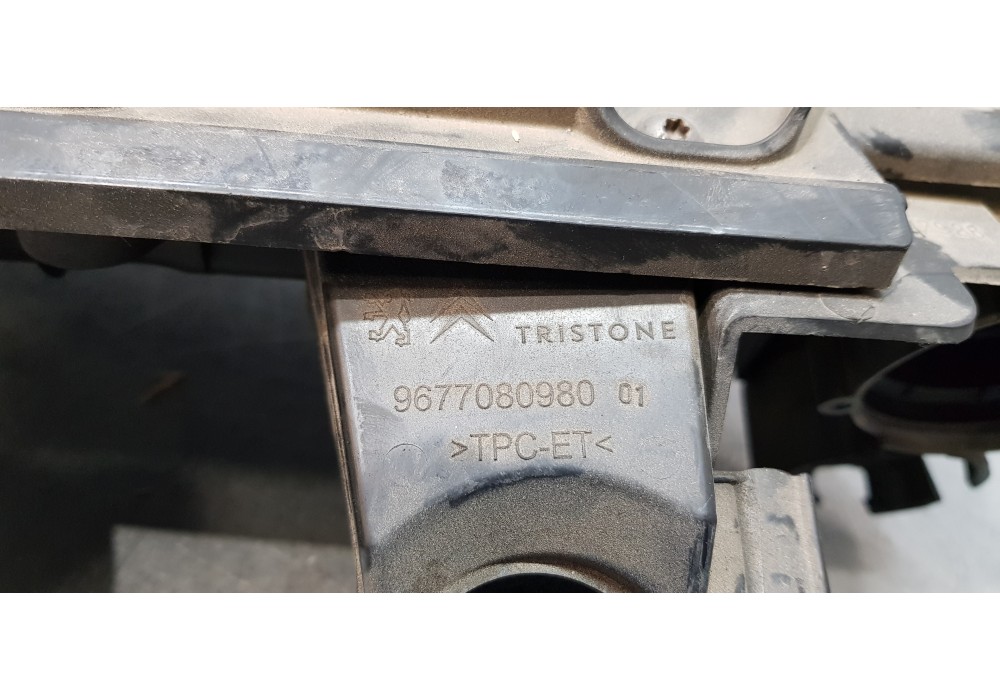 TRISTONE
9677080980 01
>TPC-ET<